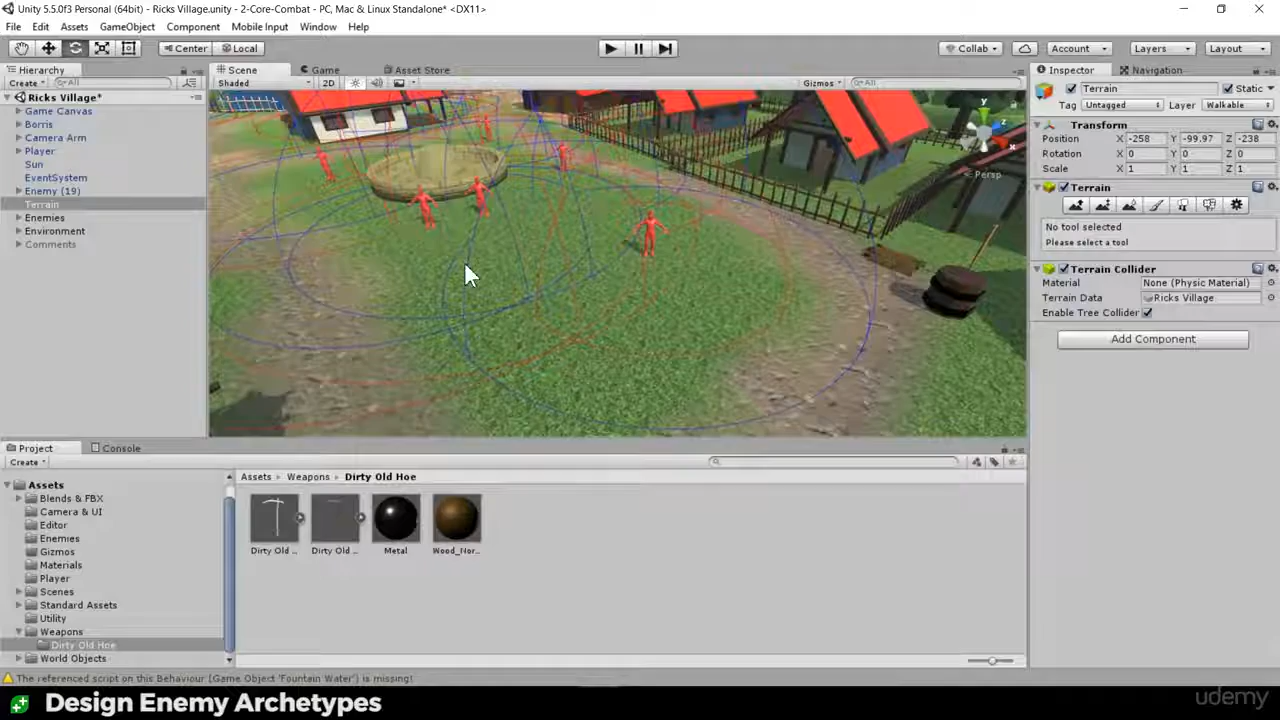 Unity 5.5.0f3 Personal (64bit) - Ricks Village.unity - 2-Core-Combat - PC, Mac & Linux Standalone* <DX11>
File Edit Assets GameObject Component Mobile Input Window Help
Center Local Collab Account Layers Layout
Hierarchy
Create All
Ricks Village*
Game Canvas
Borris
Camera Arm
Player
Sun
EventSystem
Enemy (19)
Terrain
Enemies
Environment
Comments
Scene Game Asset Store
Shaded 2D Gizmos All
y
z
x
Persp
Inspector Navigation
Terrain Static
Tag Untagged Layer Walkable
Transform
Position X -258 Y -99.97 Z -238
Rotation X 0 Y 0 Z 0
Scale X 1 Y 1 Z 1
Terrain
No tool selected
Please select a tool
Terrain Collider
Material None (Physic Material)
Terrain Data Ricks Village
Enable Tree Collider
Add Component
Project Console
Create
Assets
Blends & FBX
Camera & UI
Editor
Enemies
Gizmos
Materials
Player
Scenes
Standard Assets
Utility
Weapons
Dirty Old Hoe
World Objects
Assets Weapons Dirty Old Hoe
Dirty Old ... Dirty Old ... Metal Wood_Nor...
The referenced script on this Behaviour (Game Object 'Fountain Water') is missing!
Design Enemy Archetypes
udemy